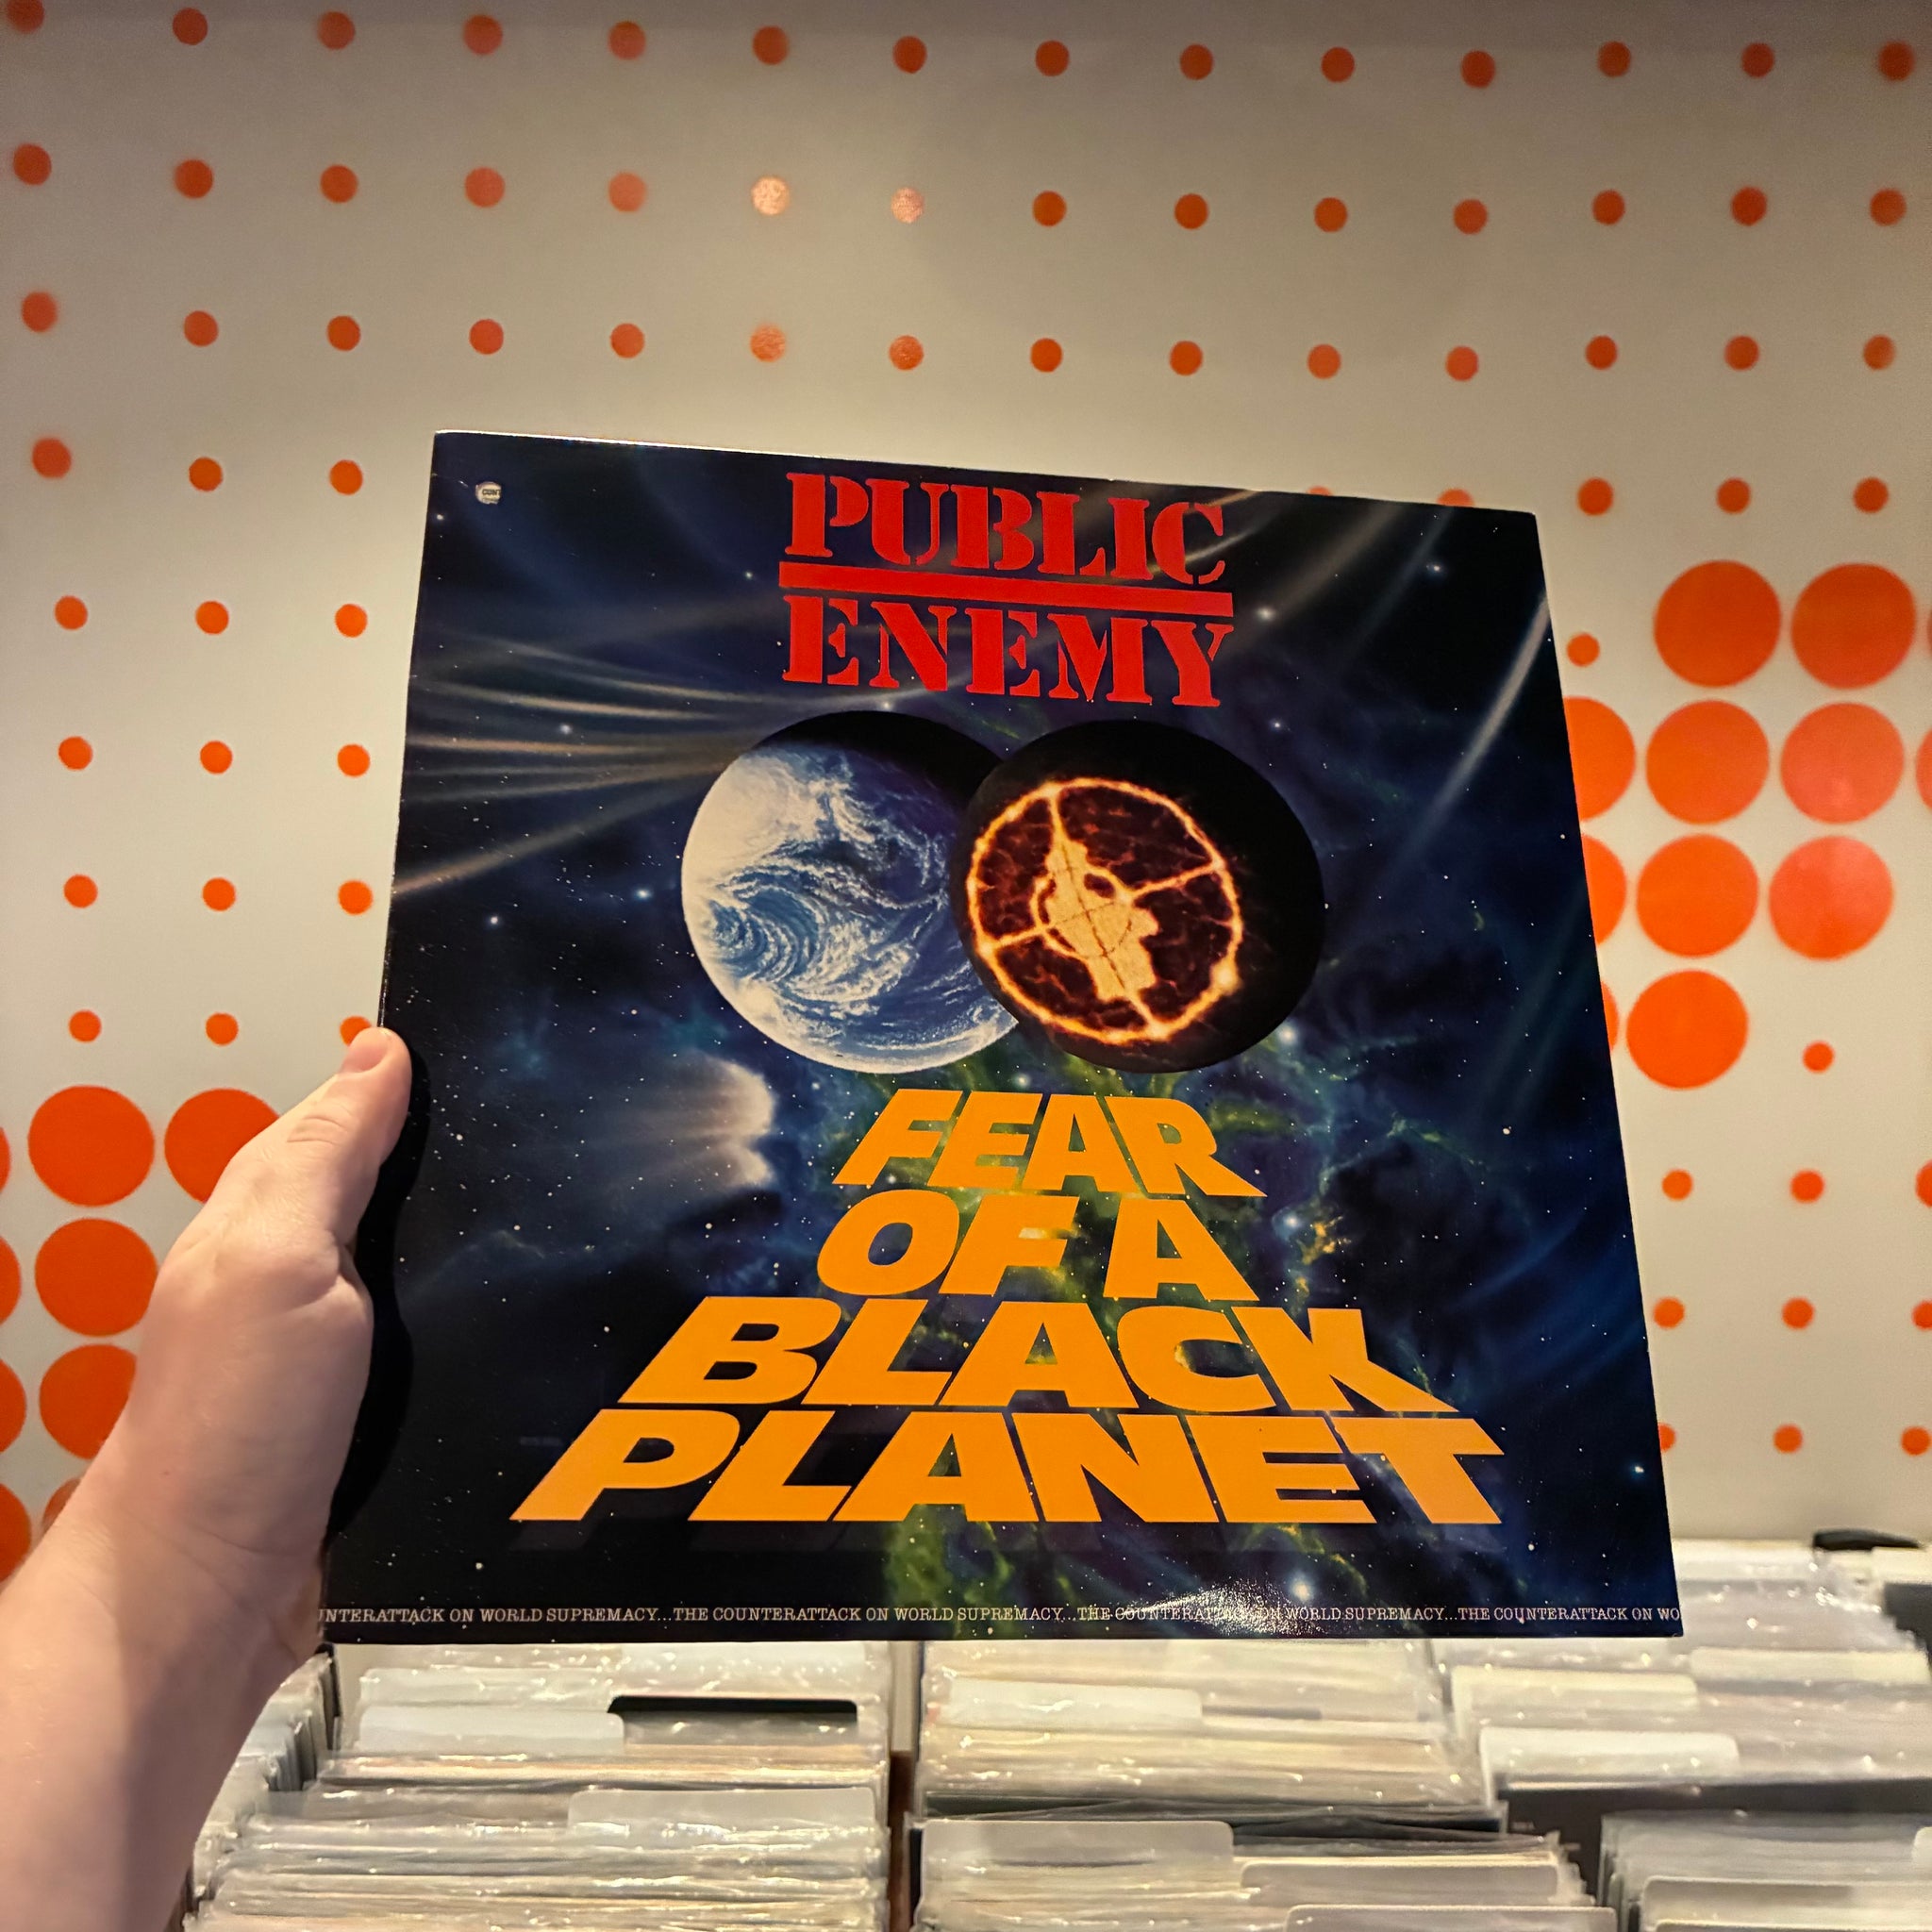 PUBLIC
ENEMY
FEAR
OF A
BLACK
PLANET
NTERATTACK ON WORLD SUPREMACY...THE COUNTERATTACK ON WORLD SUPREMACY...THE COUNTERATTACK ON WORLD SUPREMACY...THE COUNTERATTACK ON WO